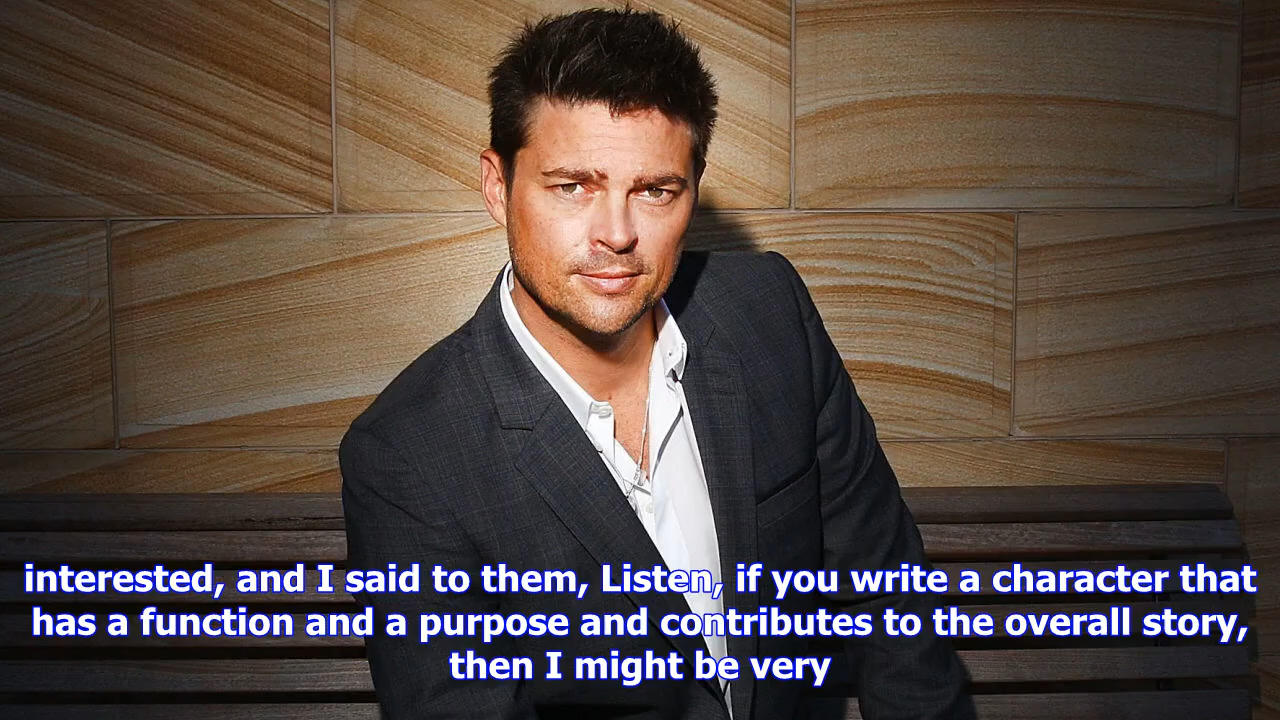 interested, and I said to them, Listen, if you write a character that
has a function and a purpose and contributes to the overall story,
then I might be very